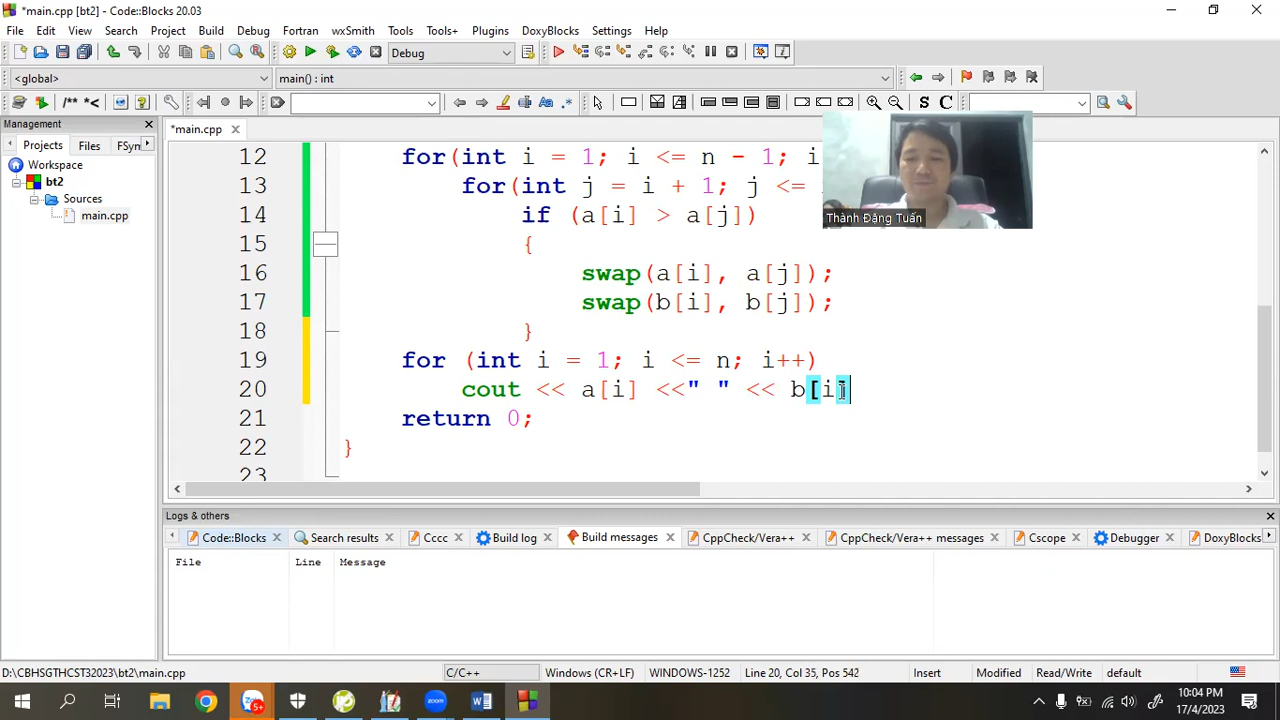 *main.cpp [bt2] - Code::Blocks 20.03
File Edit View Search Project Build Debug Fortran wxSmith Tools Tools+ Plugins DoxyBlocks Settings Help
Debug
<global> main() : int
/** *<
S C
Management
*main.cpp
Projects Files FSym
Workspace
bt2
Sources
main.cpp
12 for(int i = 1; i <= n - 1; i
13 for(int j = i + 1; j <=
14 if (a[i] > a[j])
Thành Đặng Tuấn
15 {
16 swap(a[i], a[j]);
17 swap(b[i], b[j]);
18 }
19 for (int i = 1; i <= n; i++)
20 cout << a[i] <<" " << b[i]
21 return 0;
22 }
23
Logs & others
Code::Blocks Search results Cccc Build log Build messages CppCheck/Vera++ CppCheck/Vera++ messages Cscope Debugger DoxyBlocks
File Line Message
D:\CBHSGTHCST32023\bt2\main.cpp C/C++ Windows (CR+LF) WINDOWS-1252 Line 20, Col 35, Pos 542 Insert Modified Read/Write default
5+ zoom W 10:04 PM
17/4/2023